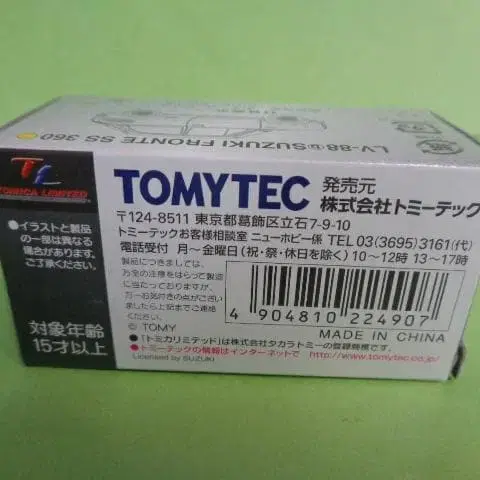 LV-88 b SUZUKI FRONTE SS 360
TL
TOMICA LIMITED
●イラストと製品
の一部は異なる
場合があります。
ご了承ください。
対象年齢
15才以上
TOMYTEC 発売元 株式会社トミーテック
〒124-8511 東京都葛飾区立石7-9-10
トミーテックお客様相談室 ニューホビー係 TEL 03(3695)3161(代)
電話受付 月～金曜日(祝・祭・休日を除く)10～12時 13～17時
製品につきましては、
万全の注意をはらって製造
に当たっておりますが、
万一お気付きの点がござい
ましたら上記までご連絡
ください。
© TOMY
4 904810 224907
MADE IN CHINA
●「トミカリミテッド」は株式会社タカラトミーの登録商標です。
●トミーテックの情報はインターネットで http://www.tomytec.co.jp/
Licensed by SUZUKI